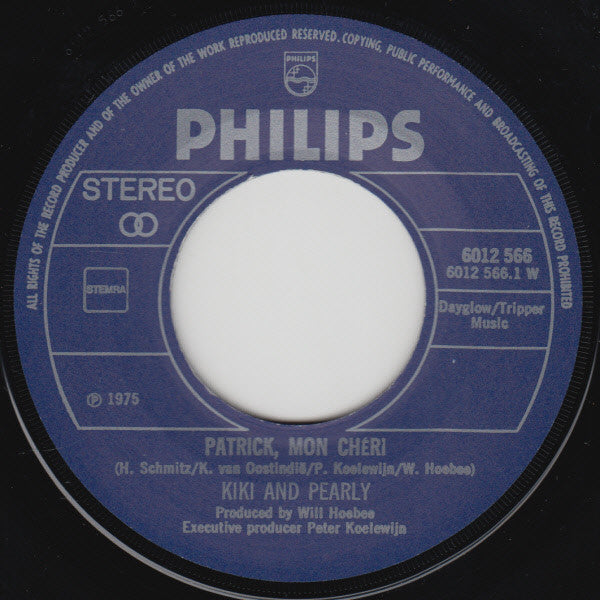 ALL RIGHTS OF THE RECORD PRODUCER AND OF THE OWNER OF THE WORK REPRODUCED RESERVED. COPYING, PUBLIC PERFORMANCE AND BROADCASTING OF THIS RECORD PROHIBITED
PHILIPS
PHILIPS
STEREO
6012 566
6012 566.1 W
STEMRA
Dayglow/Tripper
Music
℗ 1975
PATRICK, MON CHÉRI
(H. Schmitz/K. van Oostindië/P. Koelewijn/W. Hoebee)
KIKI AND PEARLY
Produced by Will Hoebee
Executive producer Peter Koelewijn